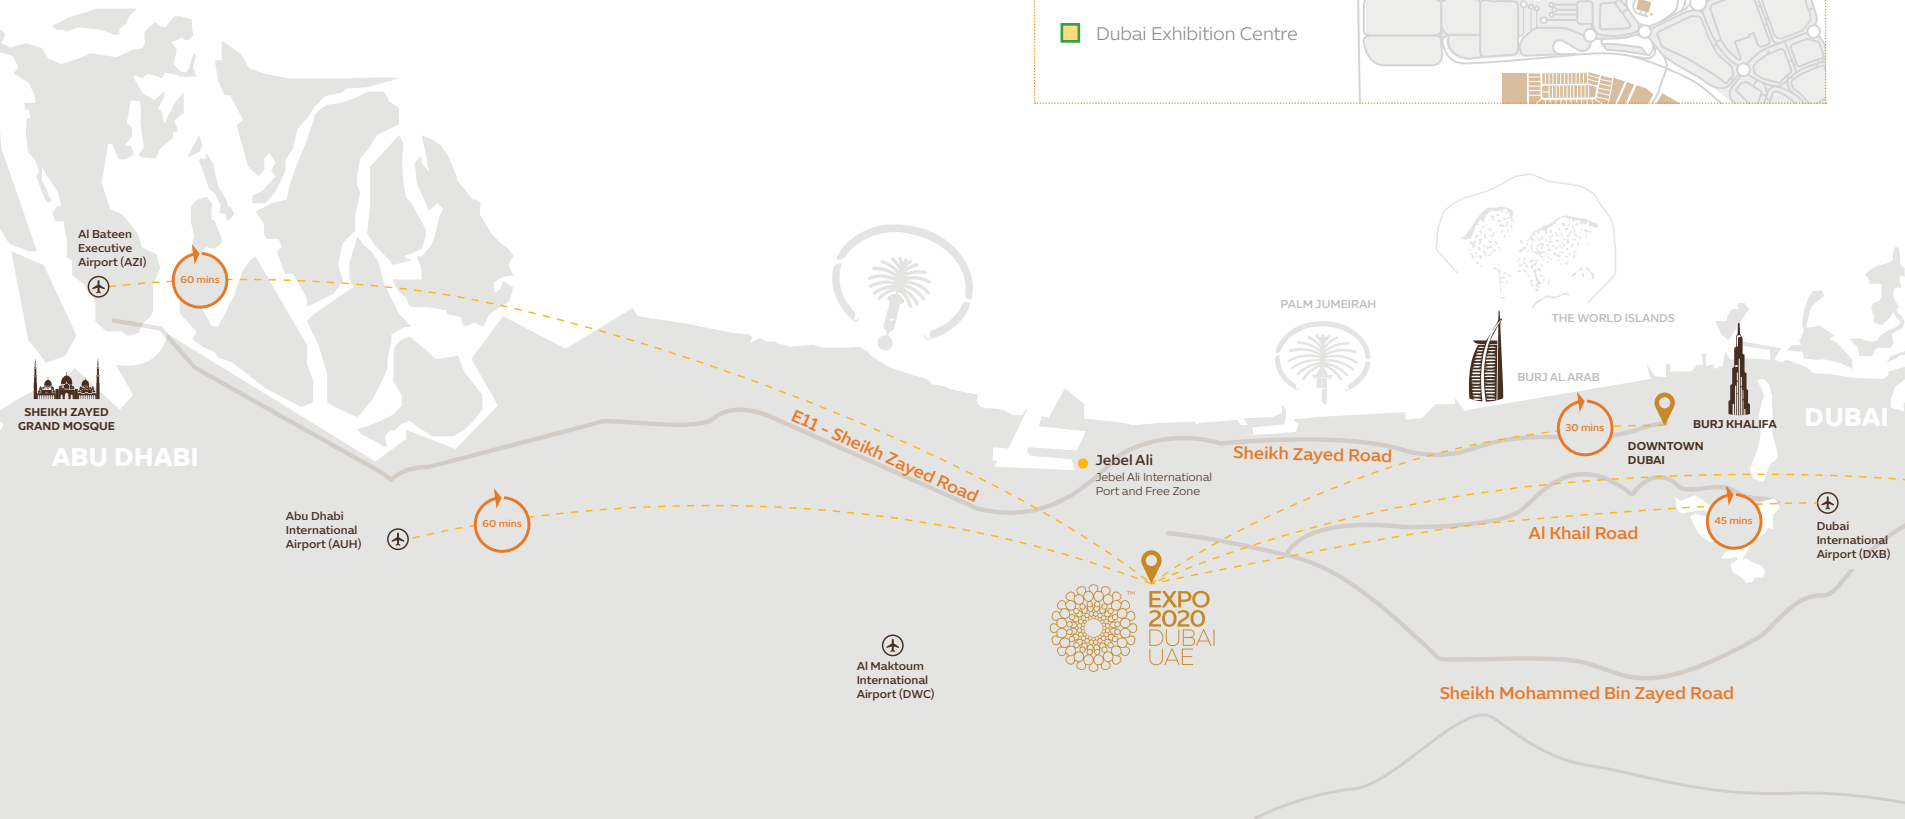 Dubai Exhibition Centre
Al Bateen
Executive
Airport (AZI)
60 mins
SHEIKH ZAYED
GRAND MOSQUE
ABU DHABI
Abu Dhabi
International
Airport (AUH)
60 mins
E11 - Sheikh Zayed Road
Jebel Ali
Jebel Ali International
Port and Free Zone
PALM JUMEIRAH
THE WORLD ISLANDS
BURJ AL ARAB
Sheikh Zayed Road
30 mins
DOWNTOWN
DUBAI
BURJ KHALIFA
DUBAI
Al Khail Road
45 mins
Dubai
International
Airport (DXB)
TM
EXPO
2020
DUBAI
UAE
Al Maktoum
International
Airport (DWC)
Sheikh Mohammed Bin Zayed Road